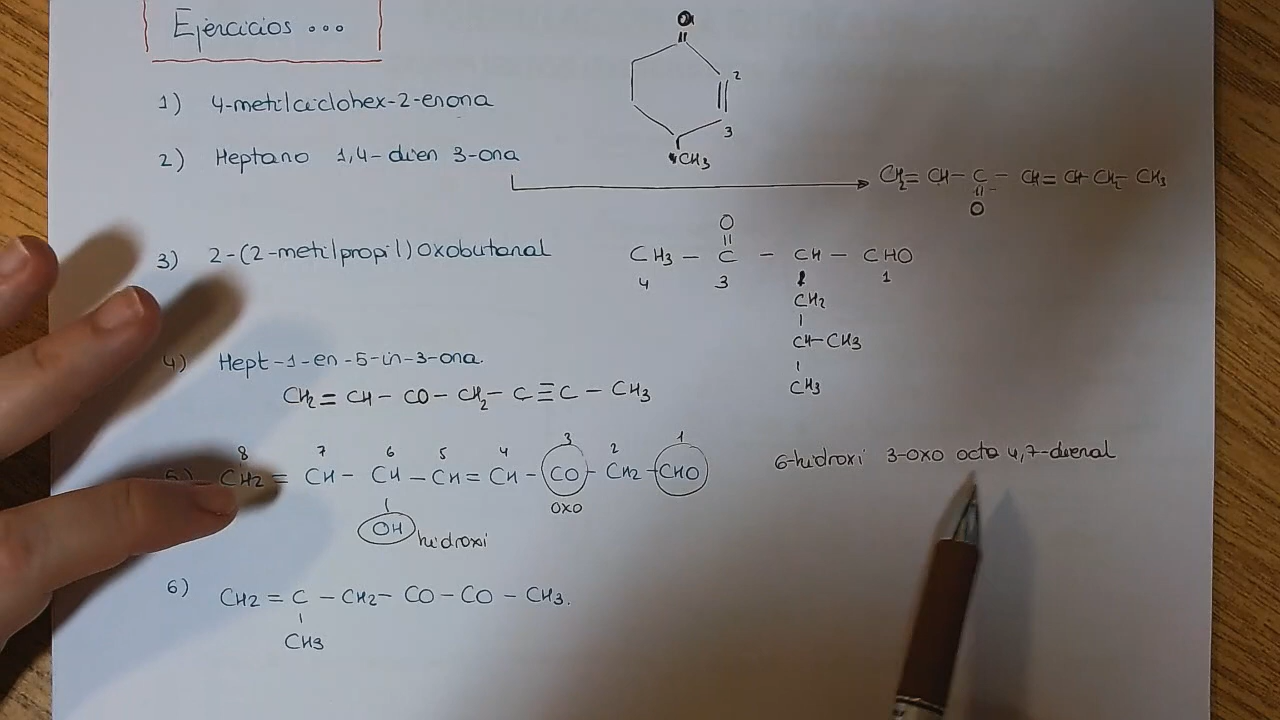 Ejercicios ...
O
2
3
CH3
1) 4-metilciclohex-2-enona
2) Heptano 1,4-dien 3-ona
CH2=CH-C-CH=CH-CH2-CH3
O
3) 2-(2-metilpropil)oxobutanal
O
CH3-C-CH-CHO
4 3 2 1
CH2
CH-CH3
CH3
4) Hept-1-en-5-in-3-ona.
CH2=CH-CO-CH2-C≡C-CH3
8 7 6 5 4 3 2 1
5) CH2=CH-CH-CH=CH-CO-CH2-CHO
OH hidroxi
oxo
6-hidroxi 3-oxo octa 4,7-dienal
6) CH2=C-CH2-CO-CO-CH3.
CH3